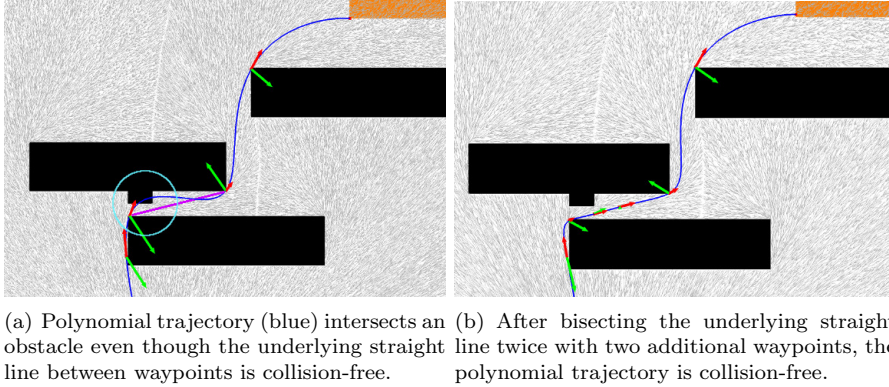 (a) Polynomial trajectory (blue) intersects an
obstacle even though the underlying straight
line between waypoints is collision-free.
(b) After bisecting the underlying straight
line twice with two additional waypoints, the
polynomial trajectory is collision-free.